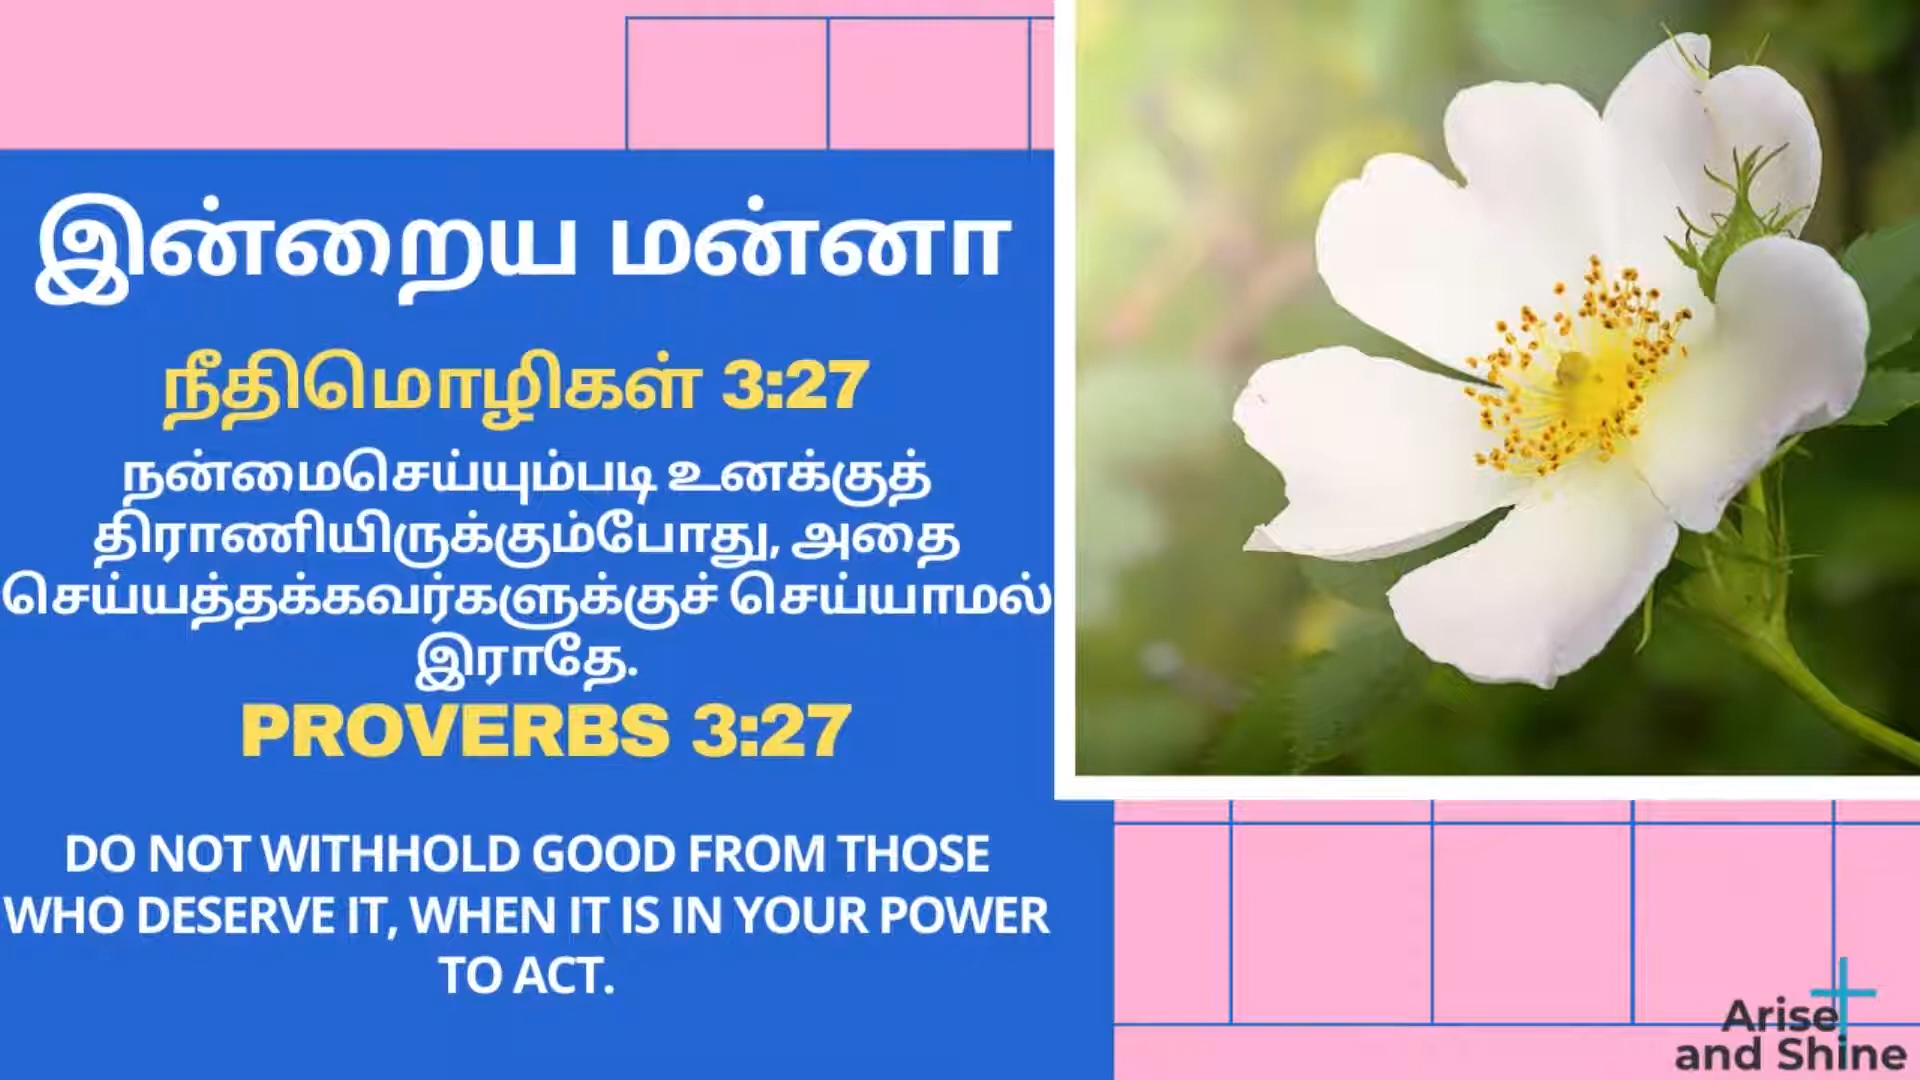 இன்றைய மன்னா
நீதிமொழிகள் 3:27
நன்மைசெய்யும்படி உனக்குத்
திராணியிருக்கும்போது, அதை
செய்யத்தக்கவர்களுக்குச் செய்யாமல்
இராதே.
PROVERBS 3:27
DO NOT WITHHOLD GOOD FROM THOSE
WHO DESERVE IT, WHEN IT IS IN YOUR POWER
TO ACT.
Arise
and Shine